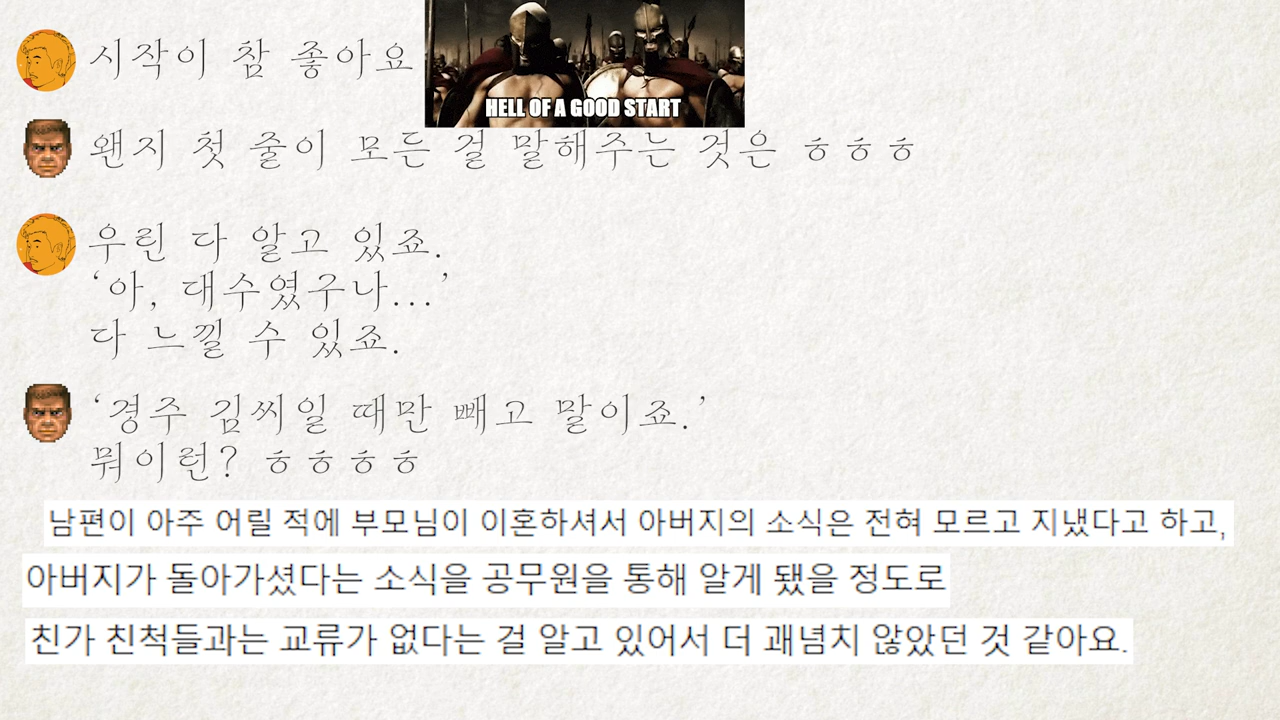 시작이 참 좋아요
HELL OF A GOOD START
왠지 첫 줄이 모든 걸 말해주는 것은 ㅎㅎㅎ
우린 다 알고 있죠.
‘아, 대수였구나...’
다 느낄 수 있죠.
‘경주 김씨일 때만 빼고 말이죠.’
뭐이런? ㅎㅎㅎㅎ
남편이 아주 어릴 적에 부모님이 이혼하셔서 아버지의 소식은 전혀 모르고 지냈다고 하고,
아버지가 돌아가셨다는 소식을 공무원을 통해 알게 됐을 정도로
친가 친척들과는 교류가 없다는 걸 알고 있어서 더 괘념치 않았던 것 같아요.